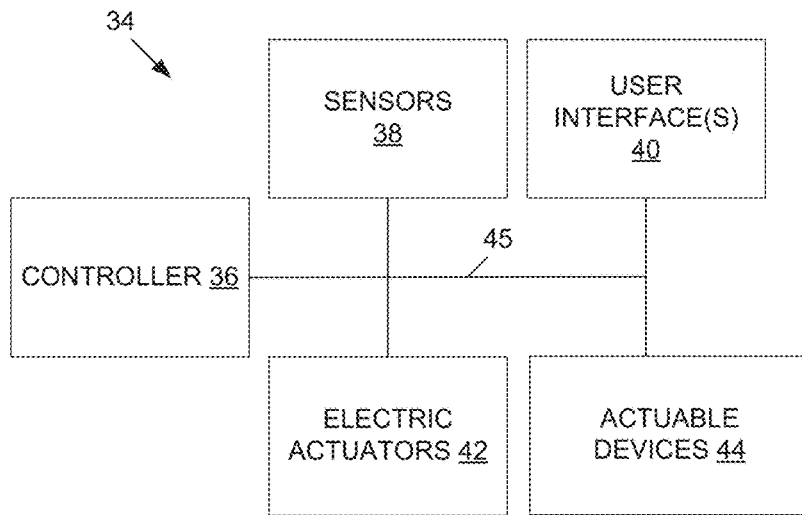 34
SENSORS
38
USER
INTERFACE(S)
40
CONTROLLER 36
45
ELECTRIC
ACTUATORS 42
ACTUABLE
DEVICES 44